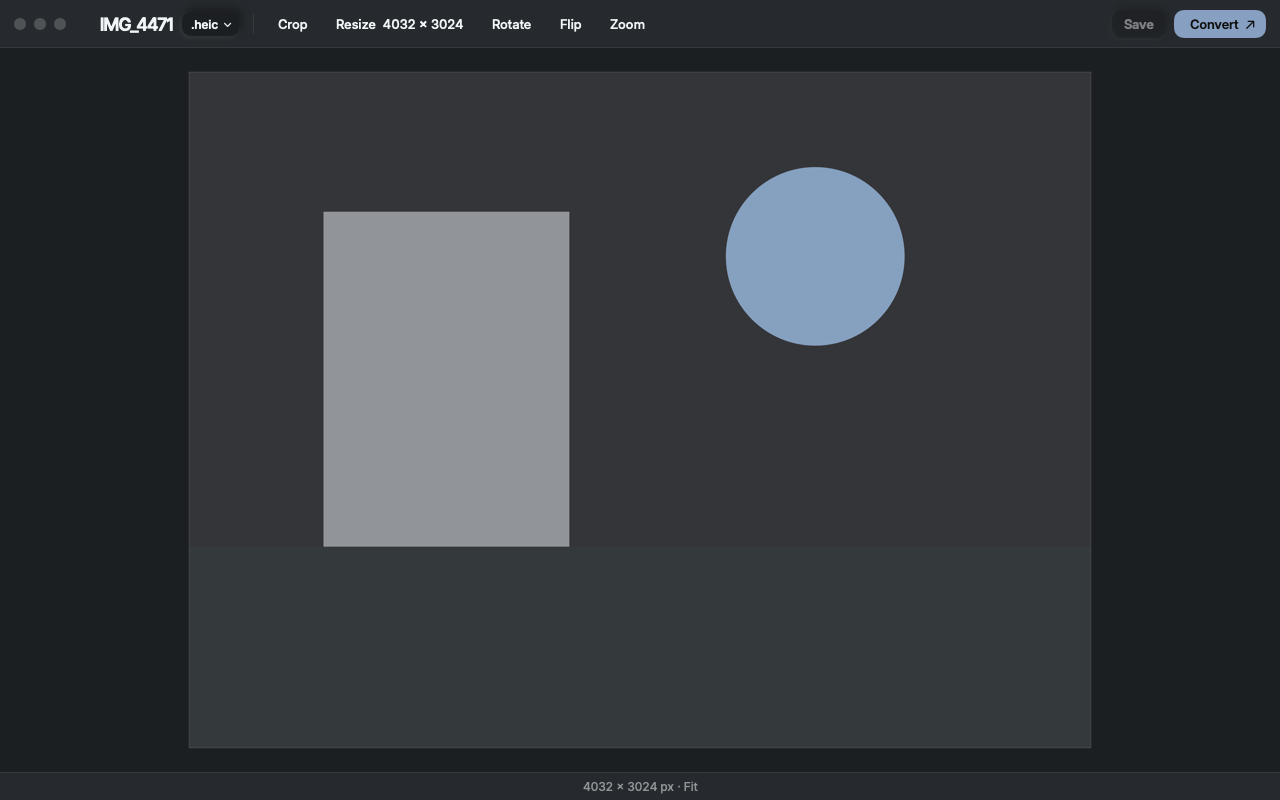 IMG_4471 .heic Crop Resize 4032 × 3024 Rotate Flip Zoom Save Convert
4032 × 3024 px · Fit